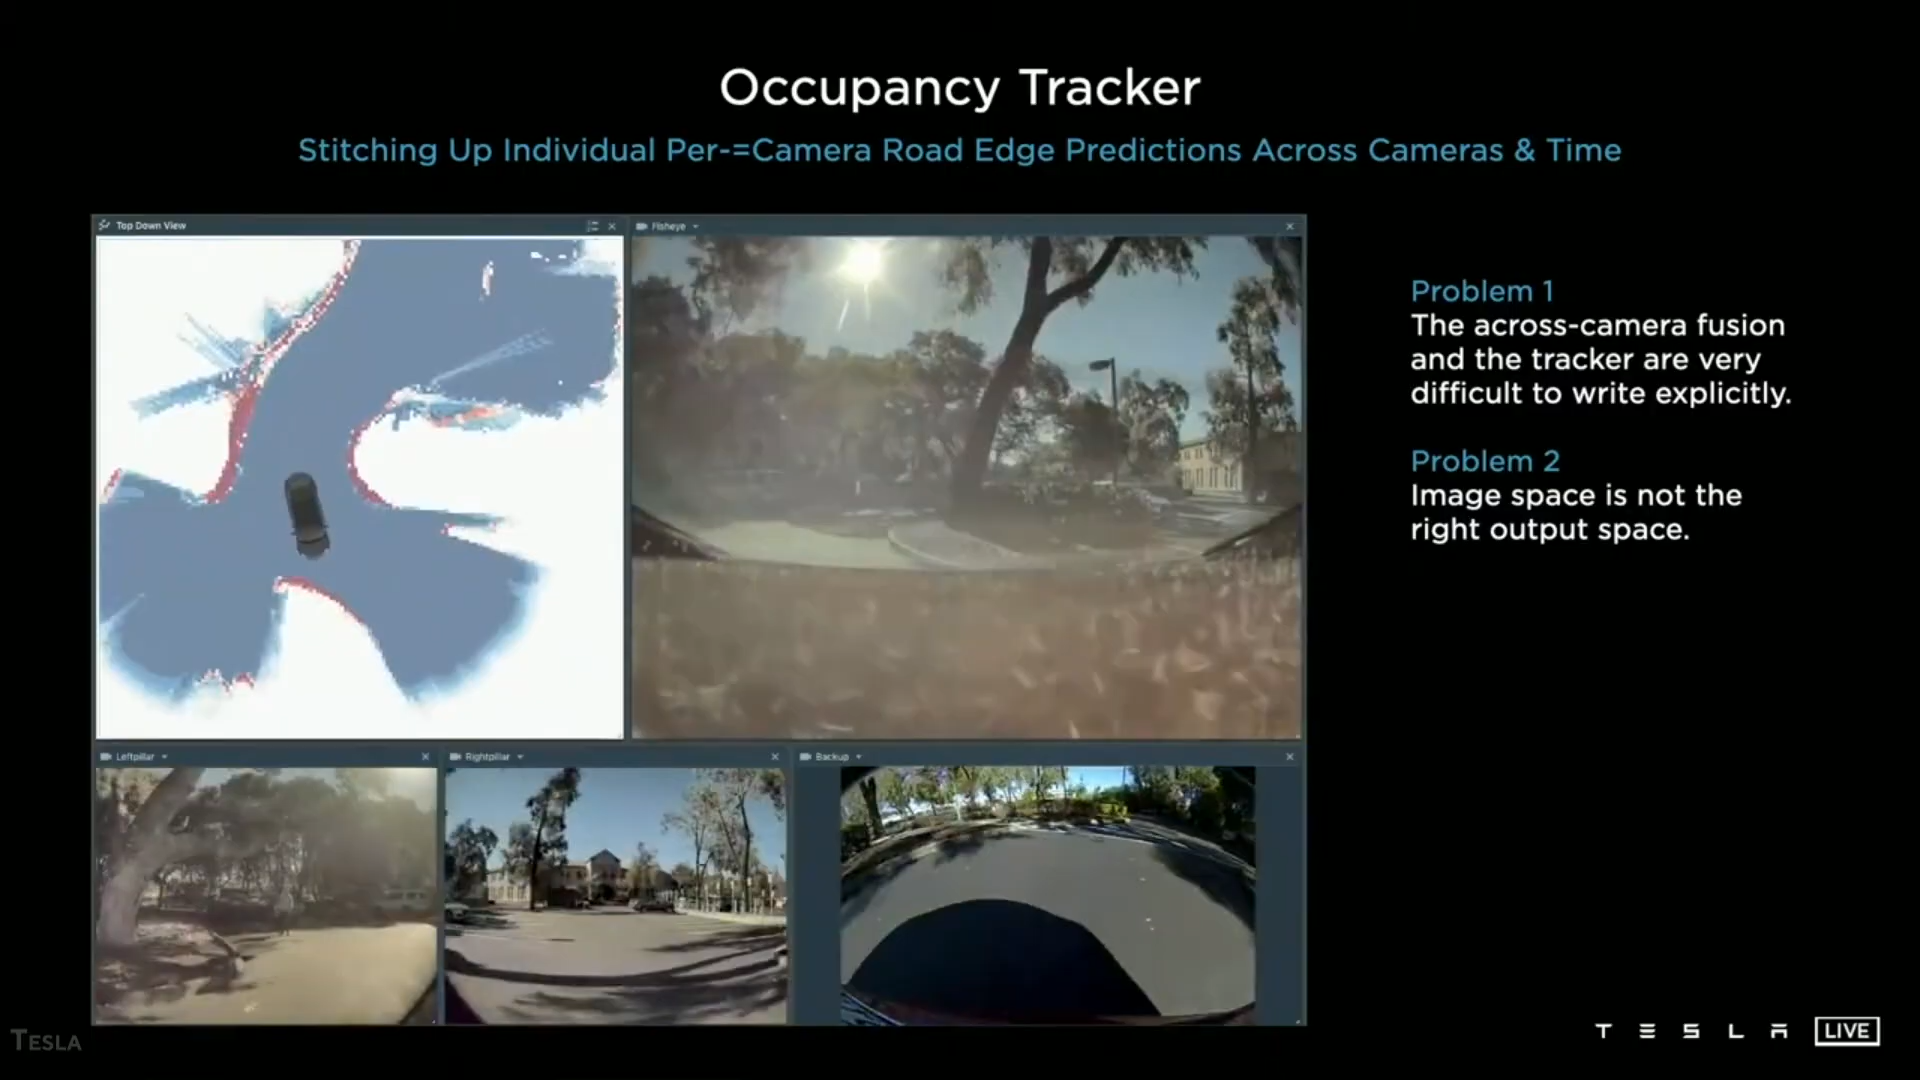 Occupancy Tracker
Stitching Up Individual Per-=Camera Road Edge Predictions Across Cameras & Time
Top Down View
Fisheye
Problem 1
The across-camera fusion
and the tracker are very
difficult to write explicitly.
Problem 2
Image space is not the
right output space.
Leftpillar
Rightpillar
Backup
TESLA
TESLA LIVE